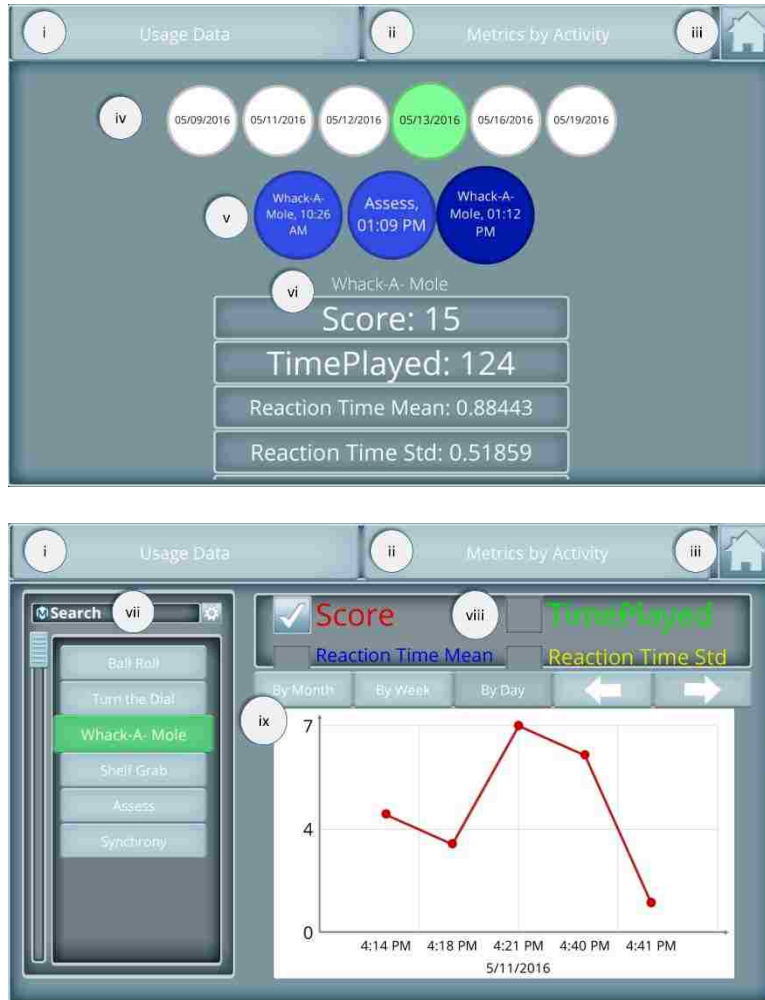 i Usage Data ii Metrics by Activity iii
iv 05/09/2016 05/11/2016 05/12/2016 05/13/2016 05/16/2016 05/19/2016
v
Whack-A-
Mole, 10:26
AM
Assess,
01:09 PM
Whack-A-
Mole, 01:12
PM
vi Whack-A- Mole
Score: 15
TimePlayed: 124
Reaction Time Mean: 0.88443
Reaction Time Std: 0.51859
i Usage Data ii Metrics by Activity iii
Search vii
Ball Roll
Turn the Dial
Whack-A- Mole
Shelf Grab
Assess
Synchrony
Score viii TimePlayed
Reaction Time Mean Reaction Time Std
By Month By Week By Day
ix
7
4
0
4:14 PM 4:18 PM 4:21 PM 4:40 PM 4:41 PM
5/11/2016